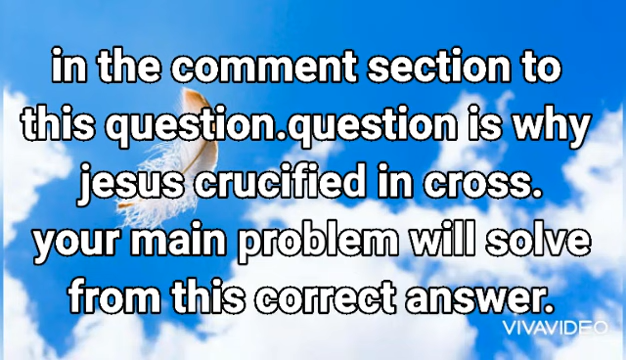 in the comment section to
this question.question is why
jesus crucified in cross.
your main problem will solve
from this correct answer.
VIVAVIDEO